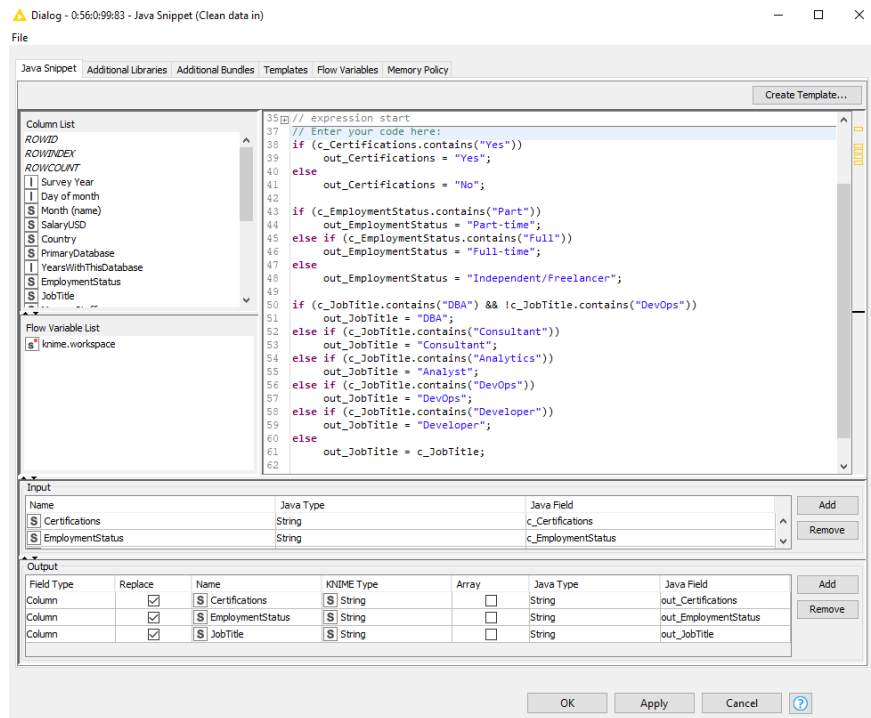 Dialog - 0:56:0:99:83 - Java Snippet (Clean data in)
File
Java Snippet Additional Libraries Additional Bundles Templates Flow Variables Memory Policy
Create Template...
Column List
ROWID
ROWINDEX
ROWCOUNT
I Survey Year
I Day of month
S Month (name)
S SalaryUSD
S Country
S PrimaryDatabase
I YearsWithThisDatabase
S EmploymentStatus
S JobTitle
Flow Variable List
s knime.workspace
35 // expression start
37 // Enter your code here:
38 if (c_Certifications.contains("Yes"))
39 out_Certifications = "Yes";
40 else
41 out_Certifications = "No";
42
43 if (c_EmploymentStatus.contains("Part"))
44 out_EmploymentStatus = "Part-time";
45 else if (c_EmploymentStatus.contains("Full"))
46 out_EmploymentStatus = "Full-time";
47 else
48 out_EmploymentStatus = "Independent/Freelancer";
49
50 if (c_JobTitle.contains("DBA") && !c_JobTitle.contains("DevOps"))
51 out_JobTitle = "DBA";
52 else if (c_JobTitle.contains("Consultant"))
53 out_JobTitle = "Consultant";
54 else if (c_JobTitle.contains("Analytics"))
55 out_JobTitle = "Analyst";
56 else if (c_JobTitle.contains("DevOps"))
57 out_JobTitle = "DevOps";
58 else if (c_JobTitle.contains("Developer"))
59 out_JobTitle = "Developer";
60 else
61 out_JobTitle = c_JobTitle;
62
Input
Name Java Type Java Field
S Certifications String c_Certifications
S EmploymentStatus String c_EmploymentStatus
Add
Remove
Output
Field Type Replace Name KNIME Type Array Java Type Java Field
Column S Certifications S String String out_Certifications
Column S EmploymentStatus S String String out_EmploymentStatus
Column S JobTitle S String String out_JobTitle
Add
Remove
OK Apply Cancel ?